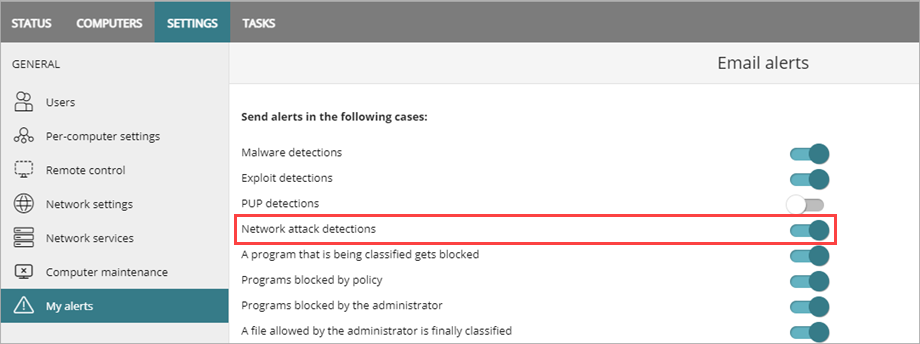 STATUS COMPUTERS SETTINGS TASKS
GENERAL
Users
Per-computer settings
Remote control
Network settings
Network services
Computer maintenance
My alerts
Email alerts
Send alerts in the following cases:
Malware detections
Exploit detections
PUP detections
Network attack detections
A program that is being classified gets blocked
Programs blocked by policy
Programs blocked by the administrator
A file allowed by the administrator is finally classified